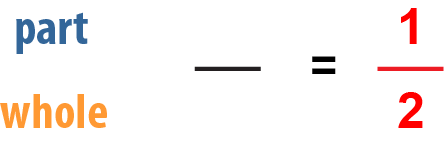 part
= 1
whole
2